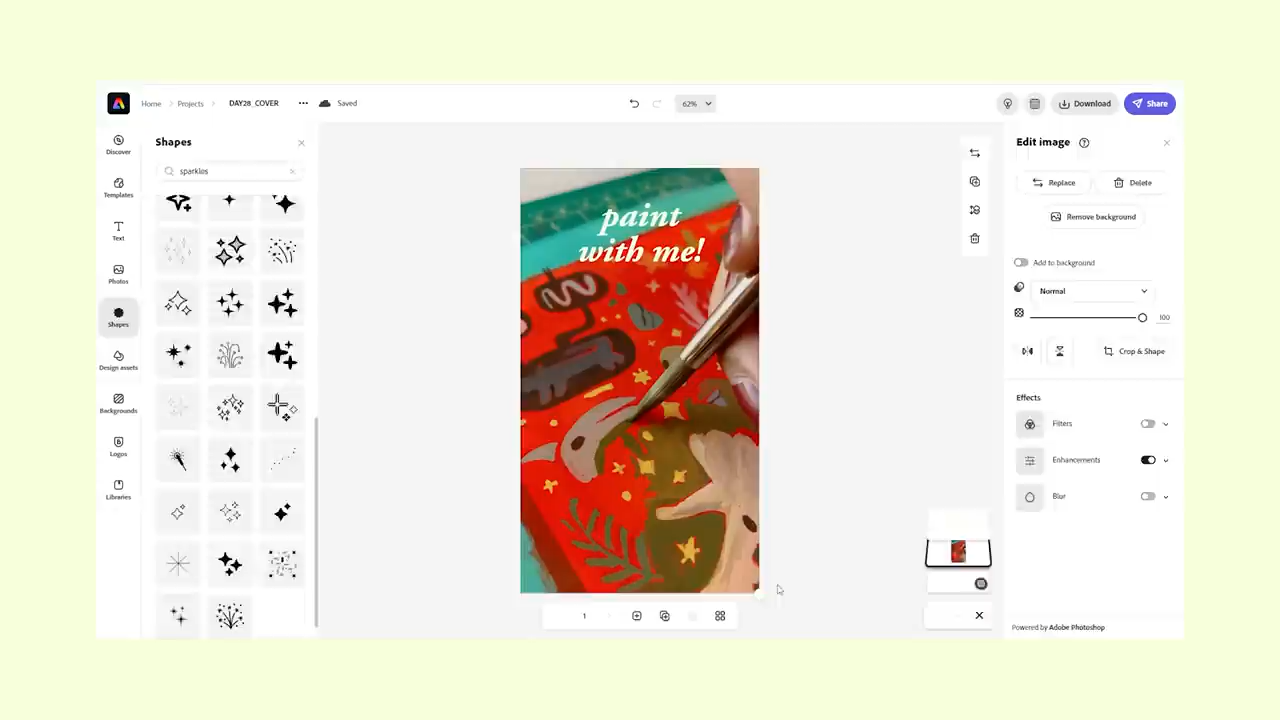 Home
Projects
DAY28_COVER
Saved
62%
Download
Share
Discover
Templates
Text
Photos
Shapes
Design assets
Backgrounds
Logos
Libraries
Shapes
sparkles
paint
with me!
1
Edit image
Replace
Delete
Remove background
Add to background
Normal
100
Crop & Shape
Effects
Filters
Enhancements
Blur
Powered by Adobe Photoshop